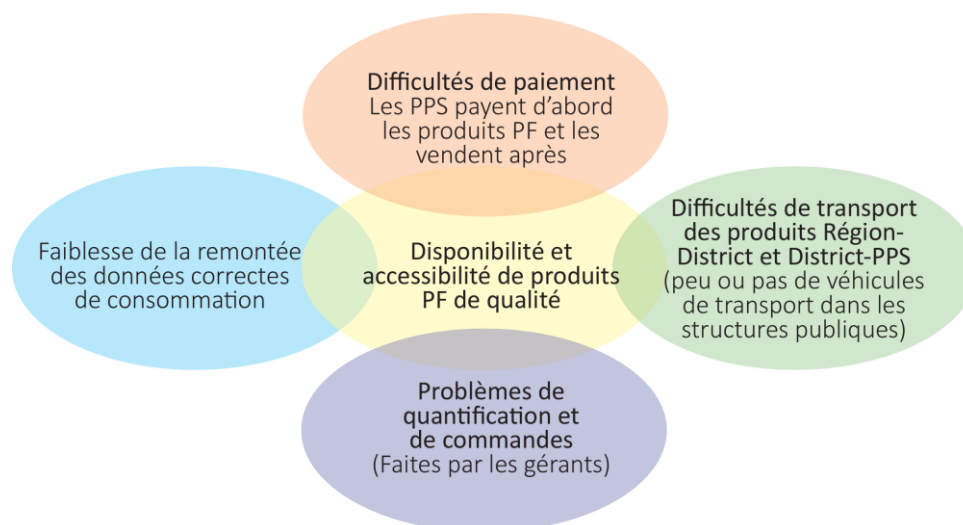 Difficultés de paiement
Les PPS payent d’abord
les produits PF et les
vendent après
Faiblesse de la remontée
des données correctes
de consommation
Disponibilité et
accessibilité de produits
PF de qualité
Difficultés de transport
des produits Région-
District et District-PPS
(peu ou pas de véhicules
de transport dans les
structures publiques)
Problèmes de
quantification et
de commandes
(Faites par les gérants)